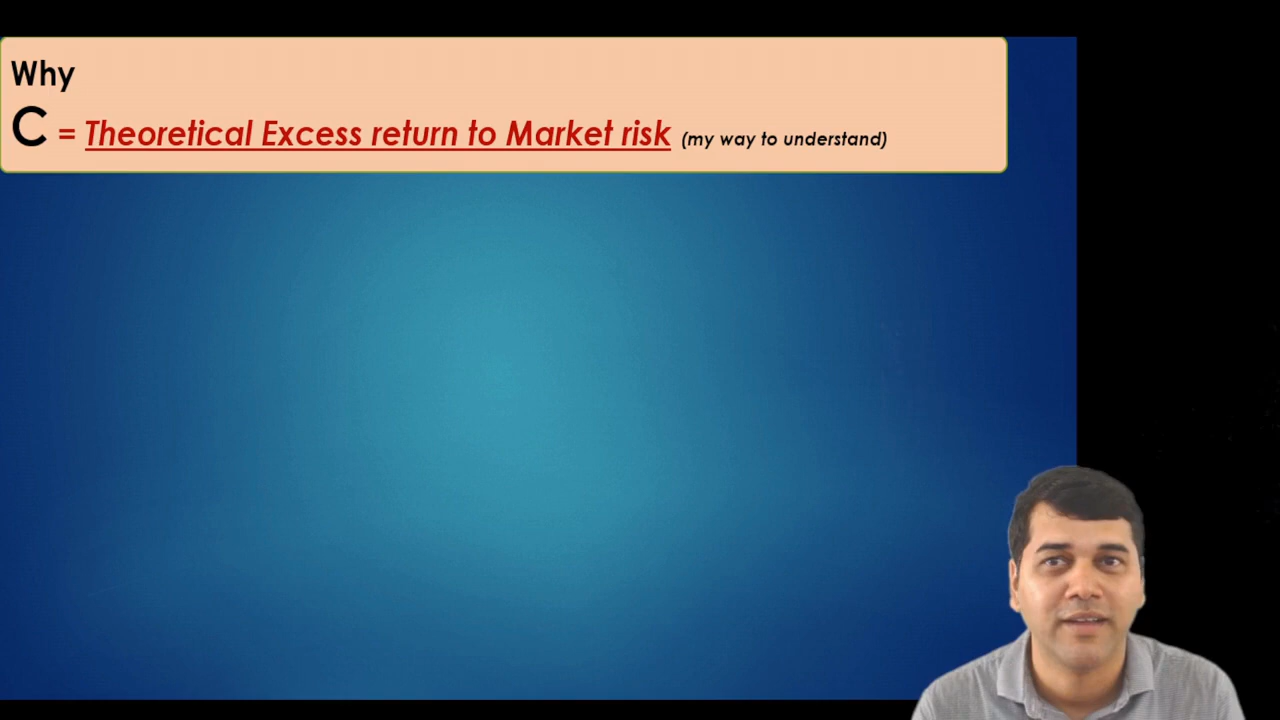 Why
C = Theoretical Excess return to Market risk (my way to understand)